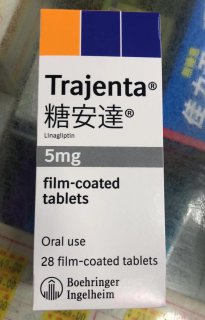 Trajenta®
糖安達®
Linagliptin
5mg
film-coated
tablets
Oral use
28 film-coated tablets
Boehringer
Ingelheim